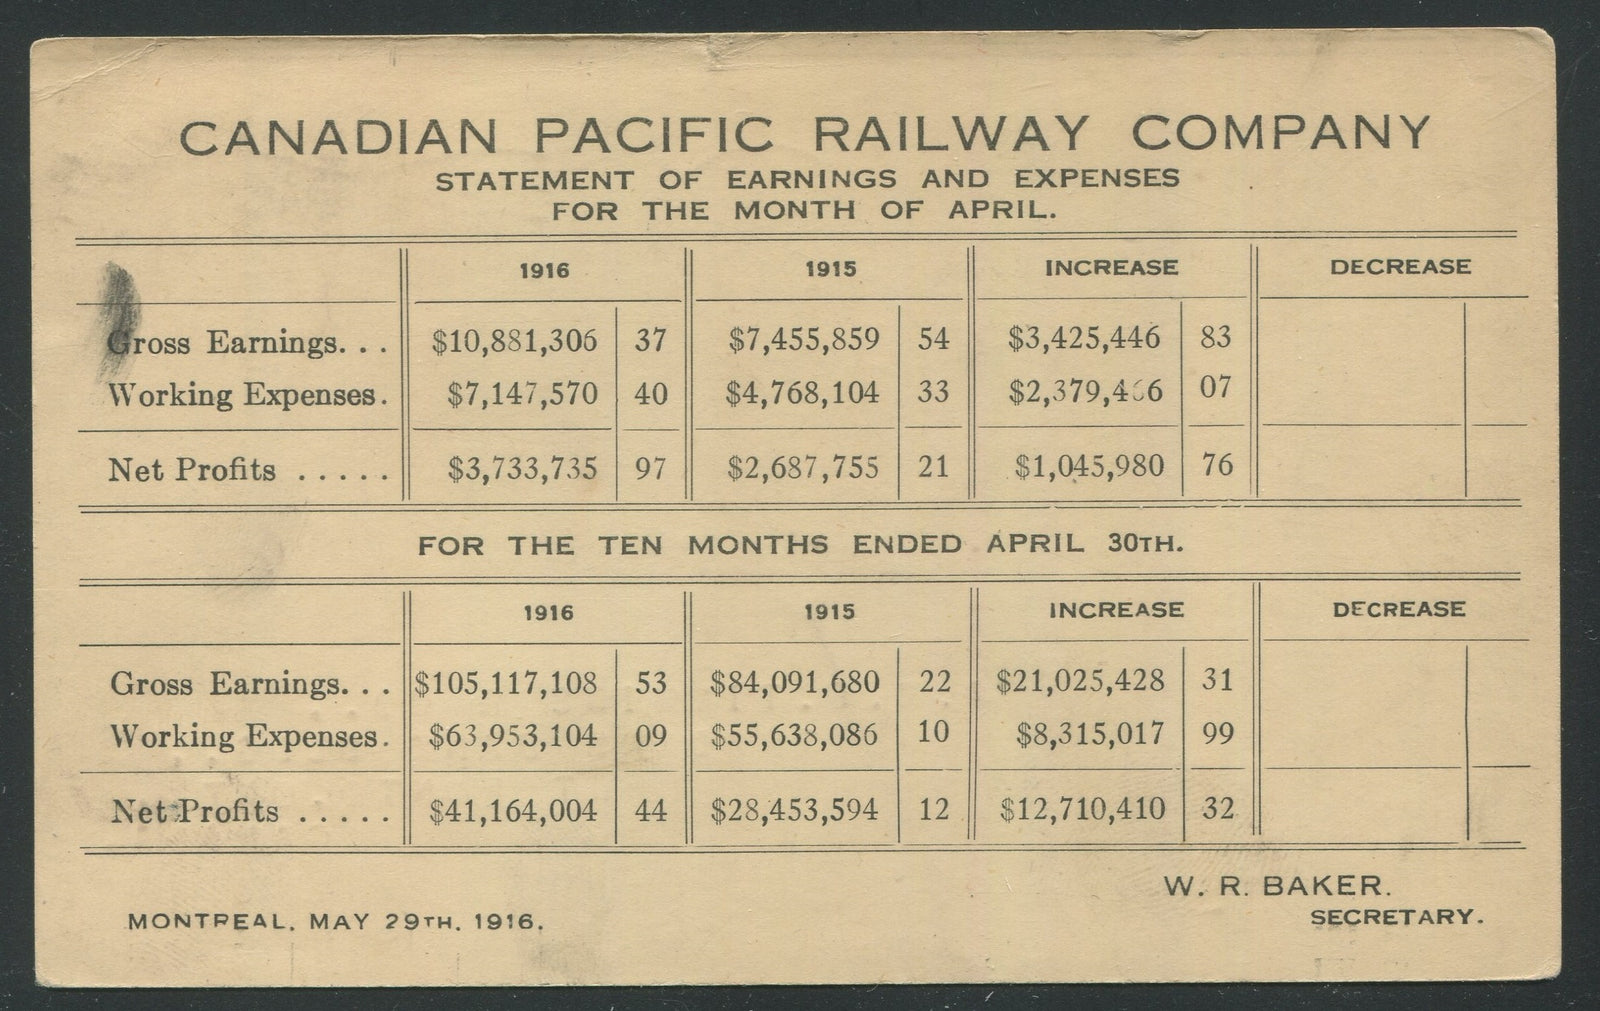 CANADIAN PACIFIC RAILWAY COMPANY
STATEMENT OF EARNINGS AND EXPENSES
FOR THE MONTH OF APRIL.
1916 1915 INCREASE DECREASE
Gross Earnings. . . $10,881,306 37 $7,455,859 54 $3,425,446 83
Working Expenses. $7,147,570 40 $4,768,104 33 $2,379,466 07
Net Profits . . . . . $3,733,735 97 $2,687,755 21 $1,045,980 76
FOR THE TEN MONTHS ENDED APRIL 30TH.
1916 1915 INCREASE DECREASE
Gross Earnings. . . $105,117,108 53 $84,091,680 22 $21,025,428 31
Working Expenses. $63,953,104 09 $55,638,086 10 $8,315,017 99
Net Profits . . . . . $41,164,004 44 $28,453,594 12 $12,710,410 32
W. R. BAKER.
MONTREAL, MAY 29TH, 1916. SECRETARY.